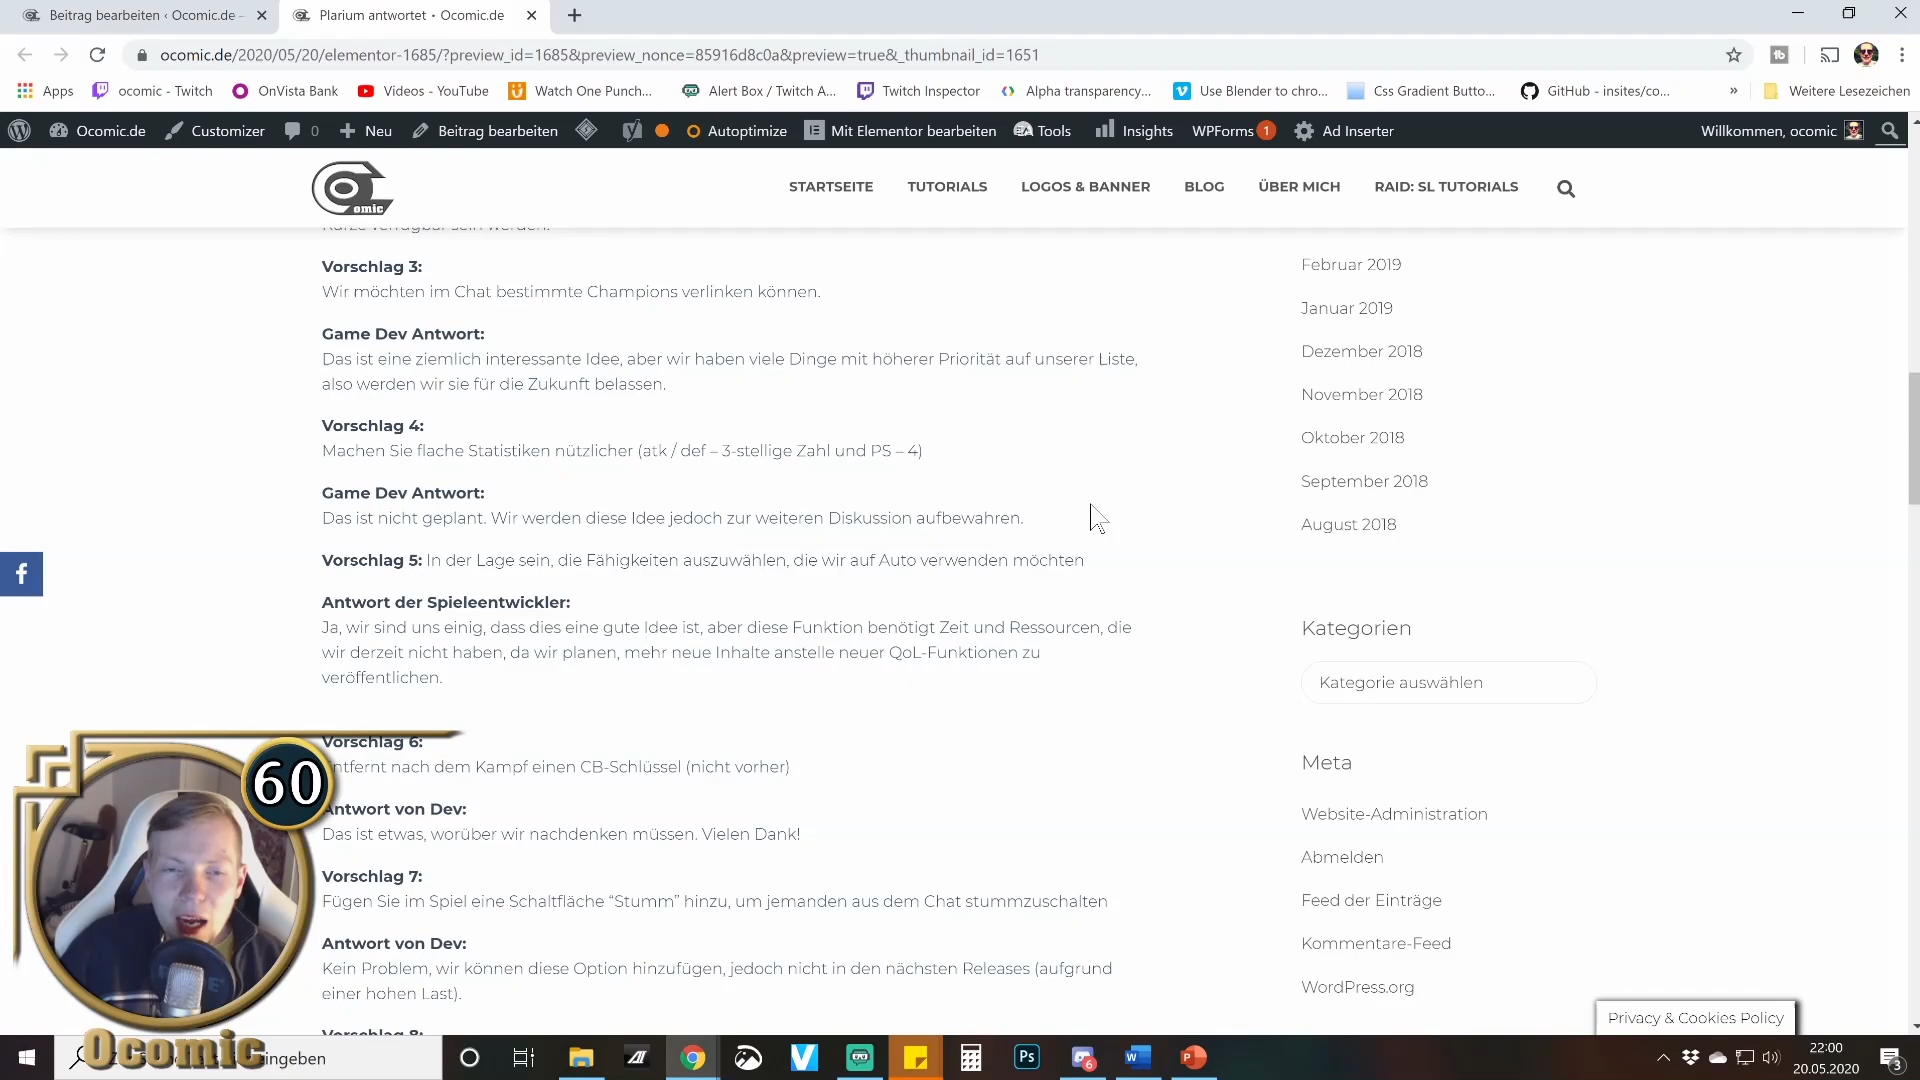 Beitrag bearbeiten ‹ Ocomic.de –
Plarium antwortet • Ocomic.de
ocomic.de/2020/05/20/elementor-1685/?preview_id=1685&preview_nonce=85916d8c0a&preview=true&_thumbnail_id=1651
Apps
ocomic - Twitch
OnVista Bank
Videos - YouTube
Watch One Punch...
Alert Box / Twitch A...
Twitch Inspector
Alpha transparency...
Use Blender to chro...
Css Gradient Butto...
GitHub - insites/co...
»
Weitere Lesezeichen
Ocomic.de
Customizer
0
Neu
Beitrag bearbeiten
Autoptimize
Mit Elementor bearbeiten
Tools
Insights
WPForms 1
Ad Inserter
Willkommen, ocomic
omic
STARTSEITE
TUTORIALS
LOGOS & BANNER
BLOG
ÜBER MICH
RAID: SL TUTORIALS
Kürze verfügbar sein werden.
Vorschlag 3:
Wir möchten im Chat bestimmte Champions verlinken können.
Game Dev Antwort:
Das ist eine ziemlich interessante Idee, aber wir haben viele Dinge mit höherer Priorität auf unserer Liste,
also werden wir sie für die Zukunft belassen.
Vorschlag 4:
Machen Sie flache Statistiken nützlicher (atk / def – 3-stellige Zahl und PS – 4)
Game Dev Antwort:
Das ist nicht geplant. Wir werden diese Idee jedoch zur weiteren Diskussion aufbewahren.
Vorschlag 5: In der Lage sein, die Fähigkeiten auszuwählen, die wir auf Auto verwenden möchten
Antwort der Spieleentwickler:
Ja, wir sind uns einig, dass dies eine gute Idee ist, aber diese Funktion benötigt Zeit und Ressourcen, die
wir derzeit nicht haben, da wir planen, mehr neue Inhalte anstelle neuer QoL-Funktionen zu
veröffentlichen.
Vorschlag 6:
ntfernt nach dem Kampf einen CB-Schlüssel (nicht vorher)
Antwort von Dev:
Das ist etwas, worüber wir nachdenken müssen. Vielen Dank!
Vorschlag 7:
Fügen Sie im Spiel eine Schaltfläche “Stumm” hinzu, um jemanden aus dem Chat stummzuschalten
Antwort von Dev:
Kein Problem, wir können diese Option hinzufügen, jedoch nicht in den nächsten Releases (aufgrund
einer hohen Last).
Vorschlag 8:
Februar 2019
Januar 2019
Dezember 2018
November 2018
Oktober 2018
September 2018
August 2018
Kategorien
Kategorie auswählen
Meta
Website-Administration
Abmelden
Feed der Einträge
Kommentare-Feed
WordPress.org
Privacy & Cookies Policy
60
Ocomic
eingeben
22:00
20.05.2020